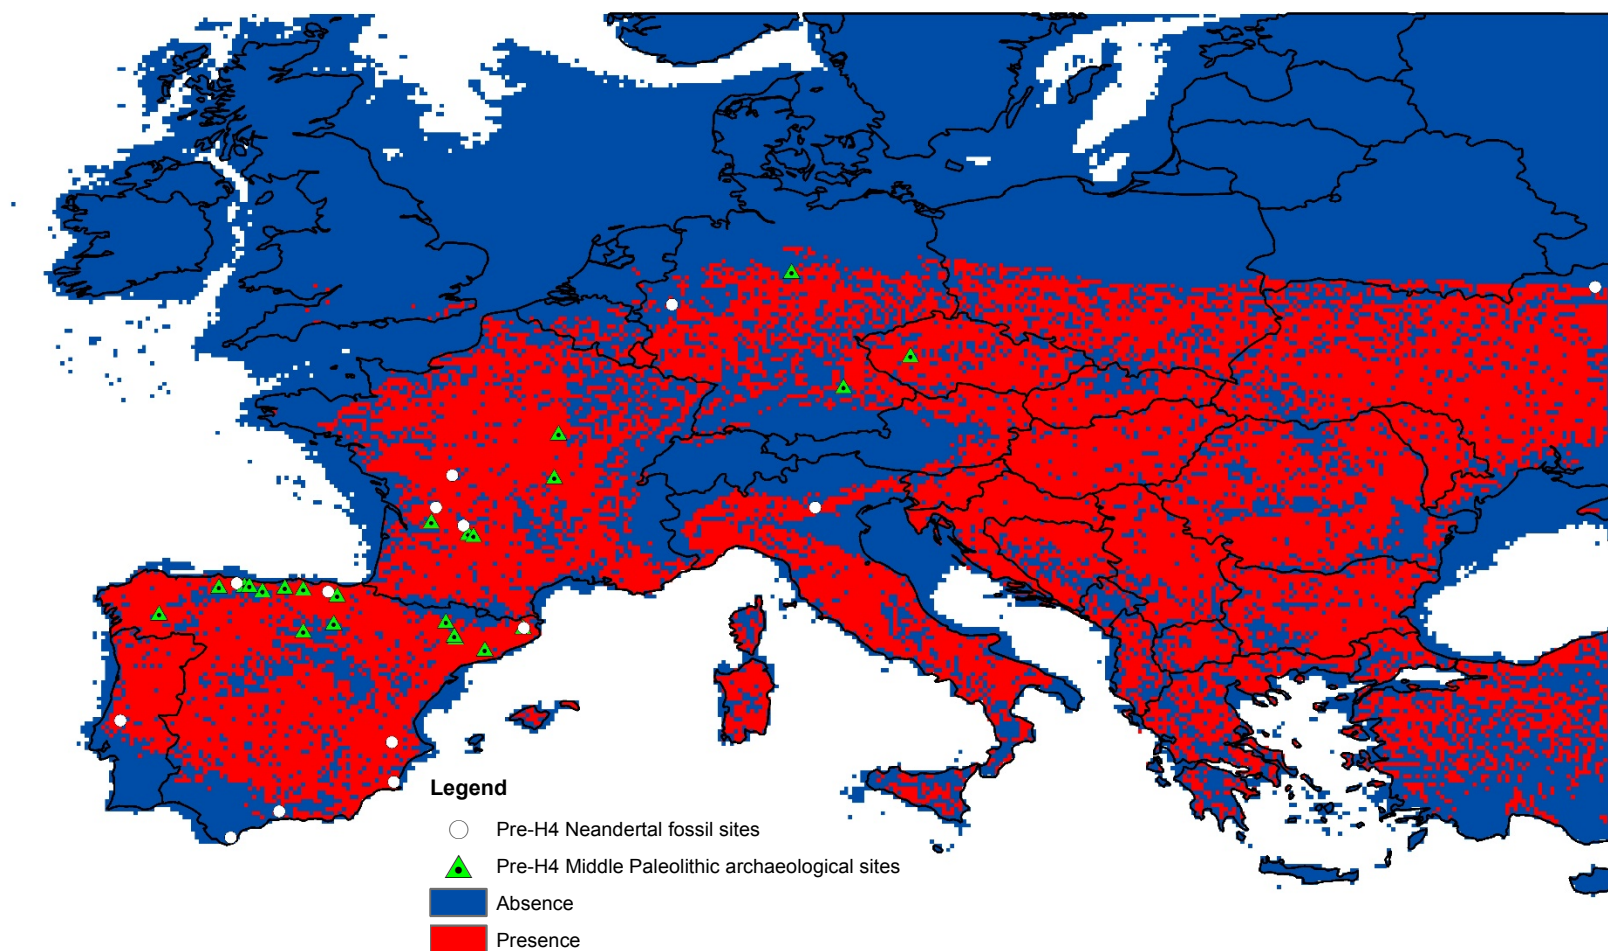 Legend
Pre-H4 Neandertal fossil sites
Pre-H4 Middle Paleolithic archaeological sites
Absence
Presence